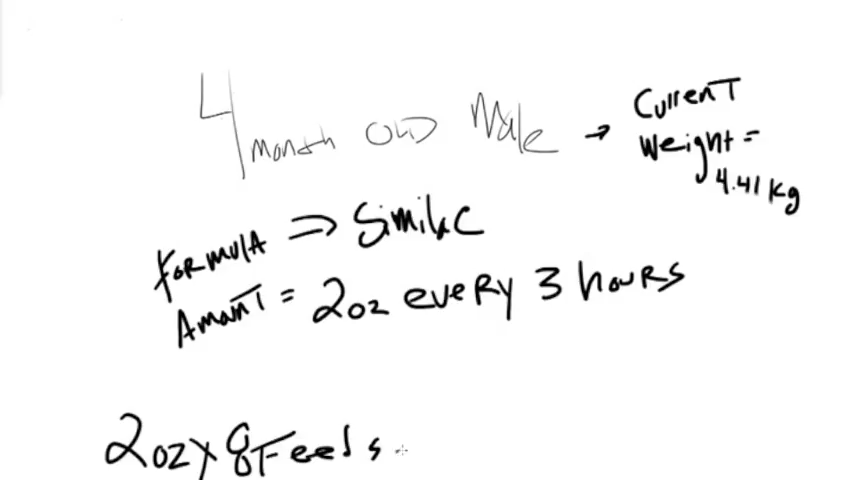 4 month OLD Male → Current
Weight =
4.41 kg
Formula ⇒ Similac
Amount = 2oz every 3 hours
2oz x 8 Feeds